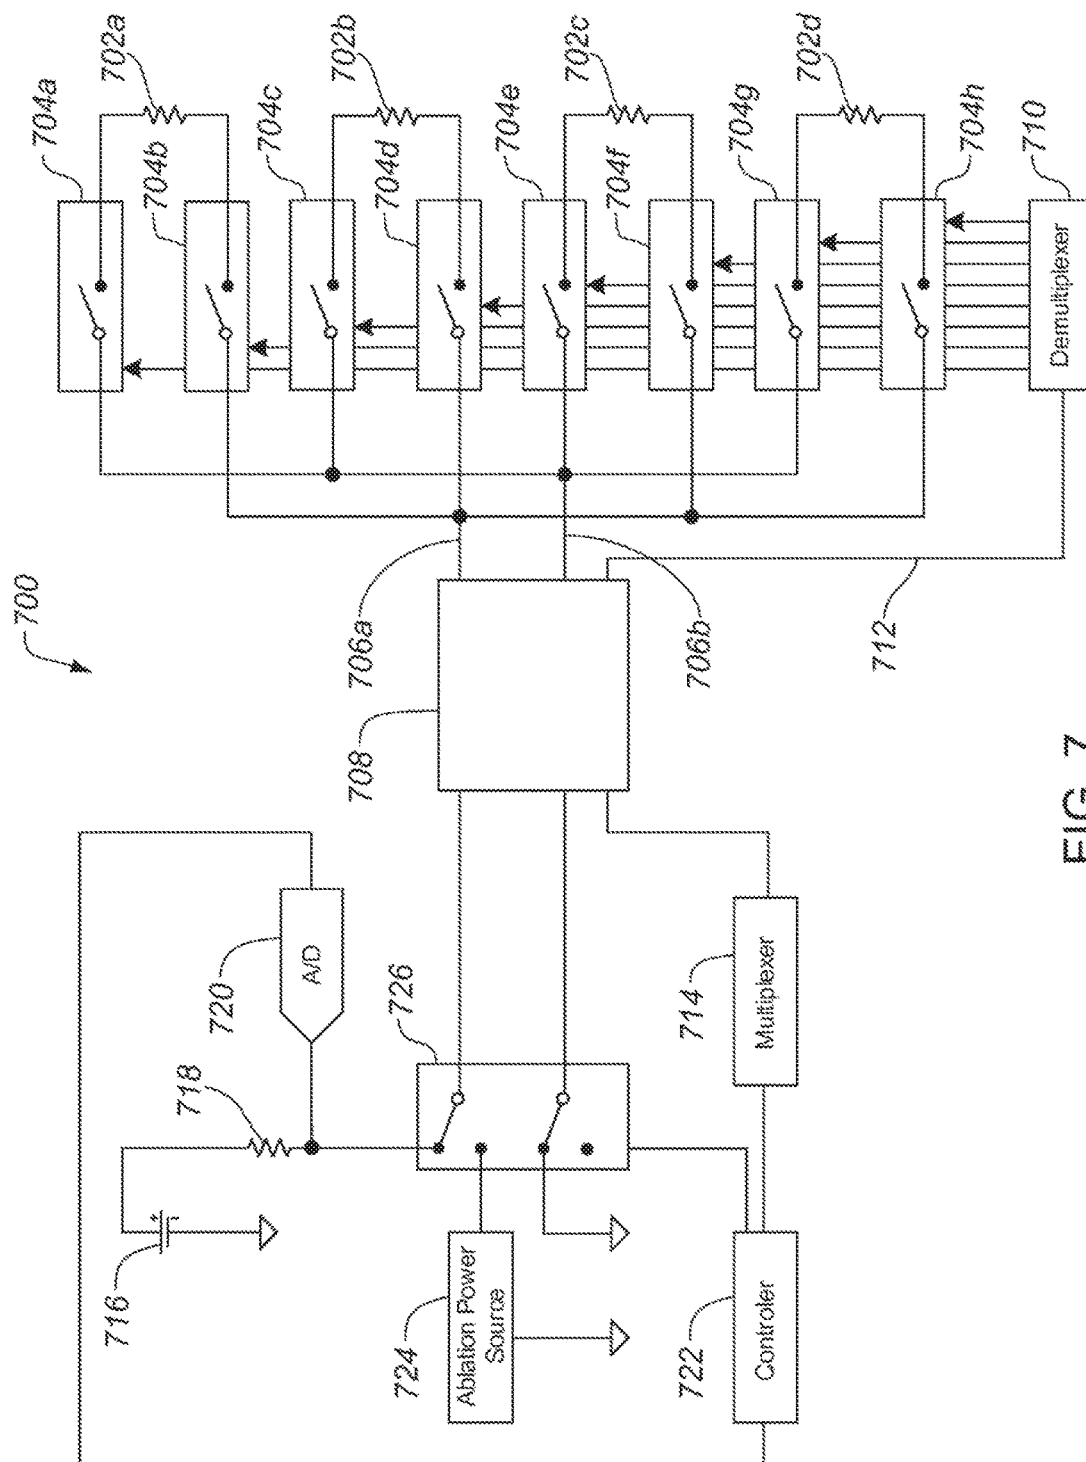 700
716
718
720
A/D
724
Ablation Power
Source
726
722
Controler
714
Multiplexer
708
706a
706b
712
704a
702a
704b
704c
702b
704d
704e
702c
704f
704g
702d
704h
710
Demultiplexer
FIG. 7